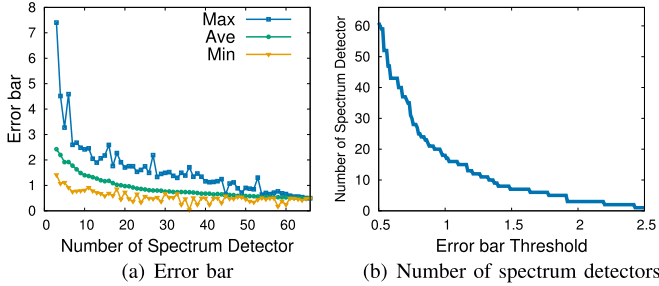 8
7
6
5
4
3
2
1
0
Error bar
Max
Ave
Min
0 10 20 30 40 50 60
Number of Spectrum Detector
(a) Error bar
60
50
40
30
20
10
0
Number of Spectrum Detector
0.5 1 1.5 2 2.5
Error bar Threshold
(b) Number of spectrum detectors